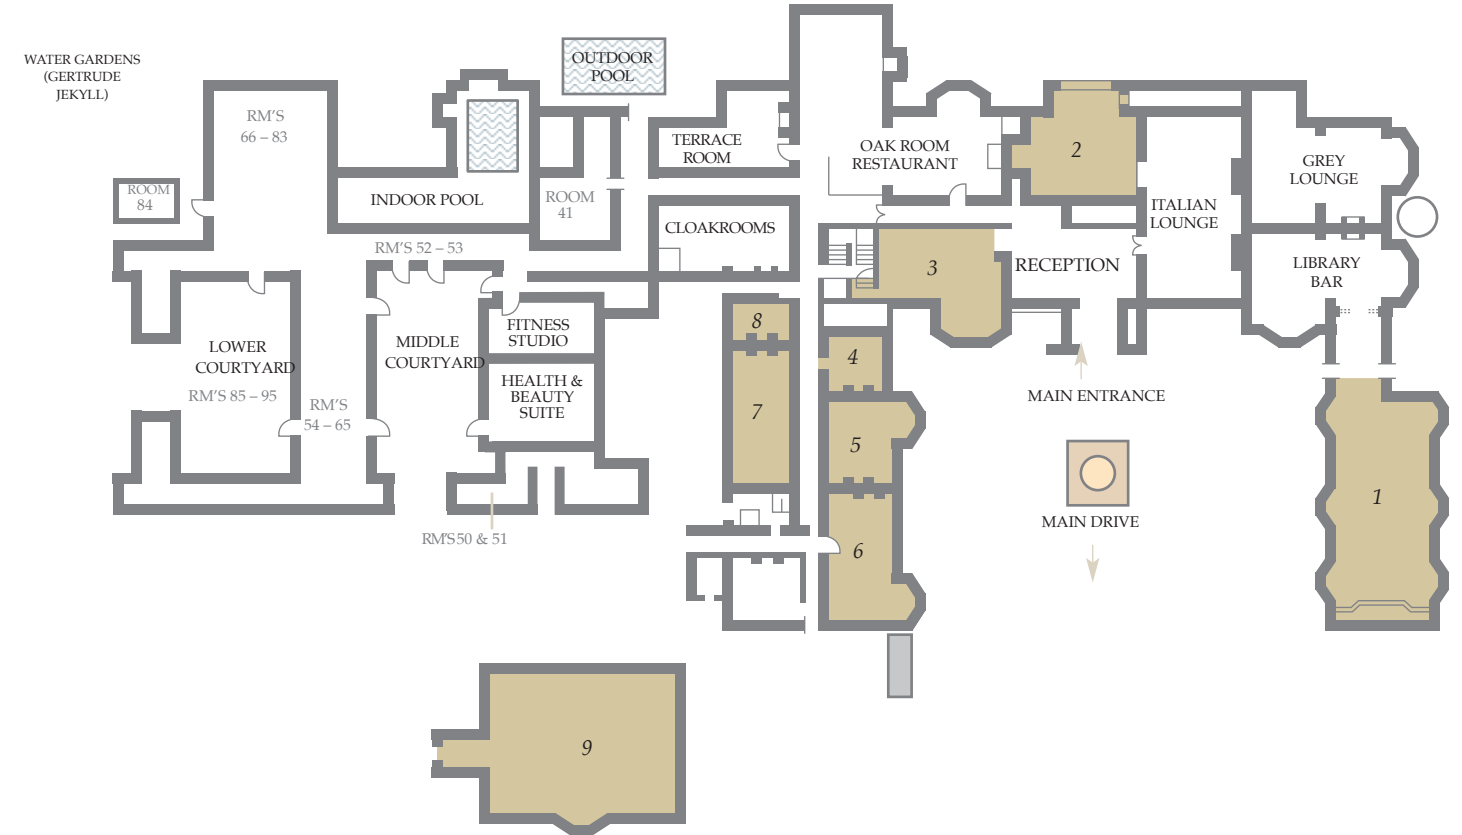 WATER GARDENS
(GERTRUDE
JEKYLL)
OUTDOOR
POOL
RM'S
66 – 83
TERRACE
ROOM
OAK ROOM
RESTAURANT
2
GREY
LOUNGE
ROOM
84
INDOOR POOL
ROOM
41
ITALIAN
LOUNGE
CLOAKROOMS
RM'S 52 – 53
3
RECEPTION
LIBRARY
BAR
8
FITNESS
STUDIO
LOWER
COURTYARD
MIDDLE
COURTYARD
4
HEALTH &
BEAUTY
SUITE
RM'S 85 – 95
RM'S
54 – 65
MAIN ENTRANCE
7
5
1
MAIN DRIVE
RM'S50 & 51
6
9